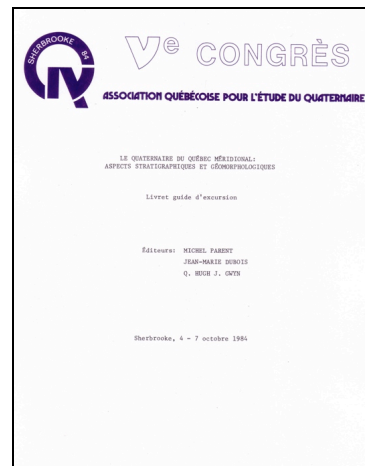 SHERBROOKE 84
Ve CONGRÈS
ASSOCIATION QUÉBÉCOISE POUR L'ÉTUDE DU QUATERNAIRE
LE QUATERNAIRE DU QUÉBEC MÉRIDIONAL:
ASPECTS STRATIGRAPHIQUES ET GÉOMORPHOLOGIQUES
Livret guide d'excursion
Éditeurs: MICHEL PARENT
JEAN-MARIE DUBOIS
Q. HUGH J. GWYN
Sherbrooke, 4 - 7 octobre 1984